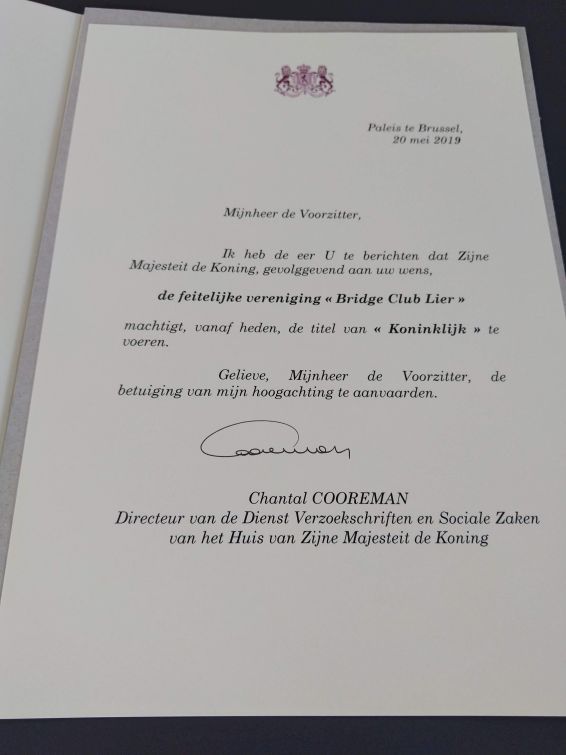 Paleis te Brussel,
20 mei 2019
Mijnheer de Voorzitter,
Ik heb de eer U te berichten dat Zijne
Majesteit de Koning, gevolggevend aan uw wens,
de feitelijke vereniging « Bridge Club Lier »
machtigt, vanaf heden, de titel van « Koninklijk » te
voeren.
Gelieve, Mijnheer de Voorzitter, de
betuiging van mijn hoogachting te aanvaarden.
Cooreman
Chantal COOREMAN
Directeur van de Dienst Verzoekschriften en Sociale Zaken
van het Huis van Zijne Majesteit de Koning